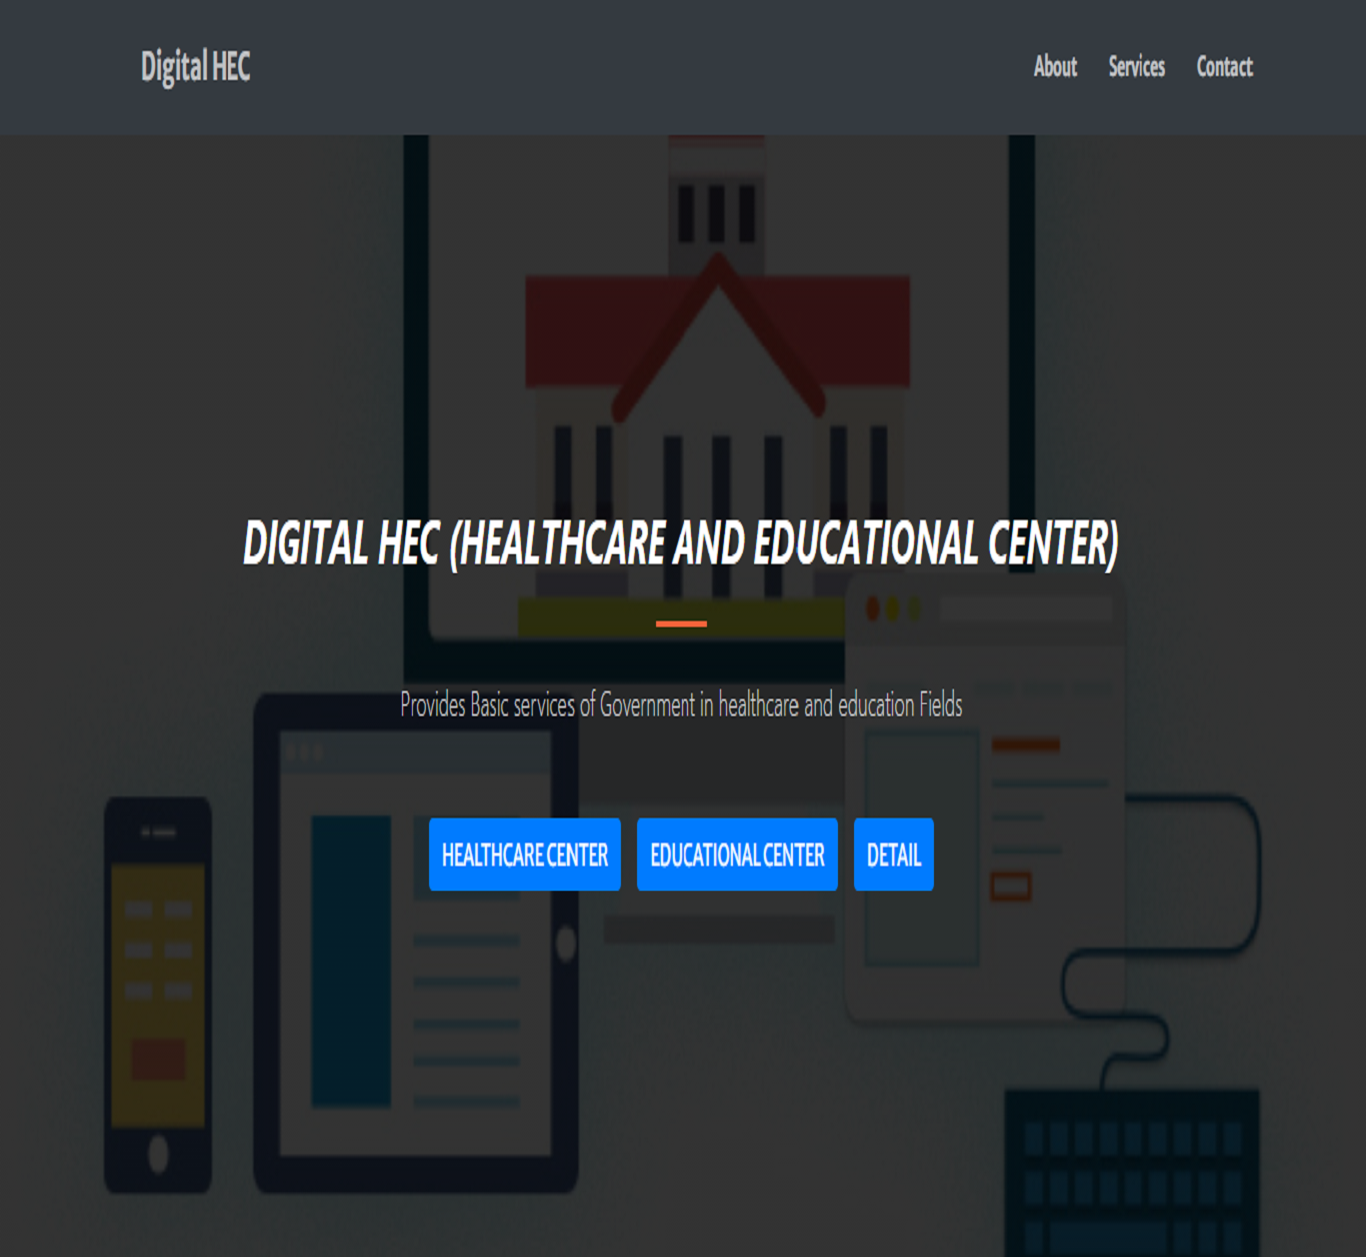 Digital HEC
About Services Contact
DIGITAL HEC (HEALTHCARE AND EDUCATIONAL CENTER)
Provides Basic services of Government in healthcare and education Fields
HEALTHCARE CENTER EDUCATIONAL CENTER DETAIL